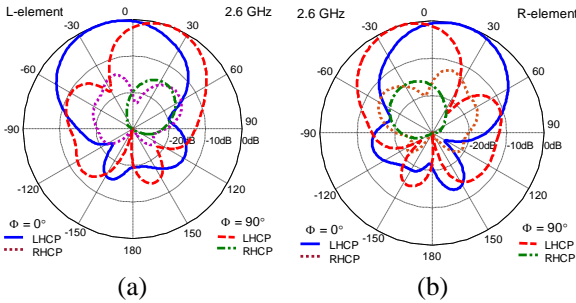 L-element 0 2.6 GHz
-30 30
-60 60
-90 90
-20dB -10dB 0dB
-120 120
-150 150
180
Φ = 0° Φ = 90°
LHCP LHCP
RHCP RHCP
(a)
2.6 GHz 0 R-element
-30 30
-60 60
-90 90
-20dB -10dB 0dB
-120 120
-150 150
180
Φ = 0° Φ = 90°
LHCP LHCP
RHCP RHCP
(b)